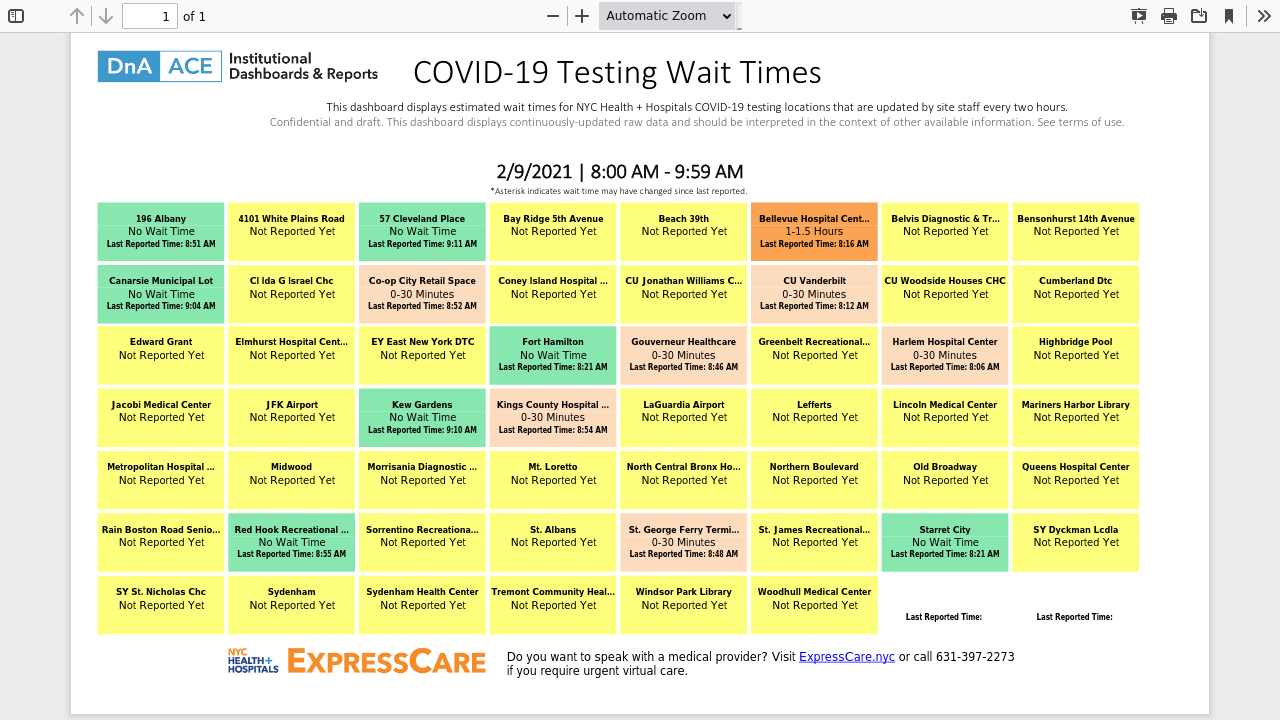 1 of 1 Automatic Zoom
DnA ACE Institutional Dashboards & Reports
COVID-19 Testing Wait Times
This dashboard displays estimated wait times for NYC Health + Hospitals COVID-19 testing locations that are updated by site staff every two hours.
Confidential and draft. This dashboard displays continuously-updated raw data and should be interpreted in the context of other available information. See terms of use.
2/9/2021 | 8:00 AM - 9:59 AM
*Asterisk indicates wait time may have changed since last reported.
196 Albany
No Wait Time
Last Reported Time: 8:51 AM
4101 White Plains Road
Not Reported Yet
57 Cleveland Place
No Wait Time
Last Reported Time: 9:11 AM
Bay Ridge 5th Avenue
Not Reported Yet
Beach 39th
Not Reported Yet
Bellevue Hospital Cent...
1-1.5 Hours
Last Reported Time: 8:16 AM
Belvis Diagnostic & Tr...
Not Reported Yet
Bensonhurst 14th Avenue
Not Reported Yet
Canarsie Municipal Lot
No Wait Time
Last Reported Time: 9:04 AM
Cl Ida G Israel Chc
Not Reported Yet
Co-op City Retail Space
0-30 Minutes
Last Reported Time: 8:52 AM
Coney Island Hospital ...
Not Reported Yet
CU Jonathan Williams C...
Not Reported Yet
CU Vanderbilt
0-30 Minutes
Last Reported Time: 8:12 AM
CU Woodside Houses CHC
Not Reported Yet
Cumberland Dtc
Not Reported Yet
Edward Grant
Not Reported Yet
Elmhurst Hospital Cent...
Not Reported Yet
EY East New York DTC
Not Reported Yet
Fort Hamilton
No Wait Time
Last Reported Time: 8:21 AM
Gouverneur Healthcare
0-30 Minutes
Last Reported Time: 8:46 AM
Greenbelt Recreational...
Not Reported Yet
Harlem Hospital Center
0-30 Minutes
Last Reported Time: 8:06 AM
Highbridge Pool
Not Reported Yet
Jacobi Medical Center
Not Reported Yet
JFK Airport
Not Reported Yet
Kew Gardens
No Wait Time
Last Reported Time: 9:10 AM
Kings County Hospital ...
0-30 Minutes
Last Reported Time: 8:54 AM
LaGuardia Airport
Not Reported Yet
Lefferts
Not Reported Yet
Lincoln Medical Center
Not Reported Yet
Mariners Harbor Library
Not Reported Yet
Metropolitan Hospital ...
Not Reported Yet
Midwood
Not Reported Yet
Morrisania Diagnostic ...
Not Reported Yet
Mt. Loretto
Not Reported Yet
North Central Bronx Ho...
Not Reported Yet
Northern Boulevard
Not Reported Yet
Old Broadway
Not Reported Yet
Queens Hospital Center
Not Reported Yet
Rain Boston Road Senio...
Not Reported Yet
Red Hook Recreational ...
No Wait Time
Last Reported Time: 8:55 AM
Sorrentino Recreationa...
Not Reported Yet
St. Albans
Not Reported Yet
St. George Ferry Termi...
0-30 Minutes
Last Reported Time: 8:48 AM
St. James Recreational...
Not Reported Yet
Starret City
No Wait Time
Last Reported Time: 8:21 AM
SY Dyckman Lcdla
Not Reported Yet
SY St. Nicholas Chc
Not Reported Yet
Sydenham
Not Reported Yet
Sydenham Health Center
Not Reported Yet
Tremont Community Heal...
Not Reported Yet
Windsor Park Library
Not Reported Yet
Woodhull Medical Center
Not Reported Yet
Last Reported Time:
Last Reported Time:
NYC HEALTH+ HOSPITALS
EXPRESSCARE
Do you want to speak with a medical provider? Visit ExpressCare.nyc or call 631-397-2273
if you require urgent virtual care.